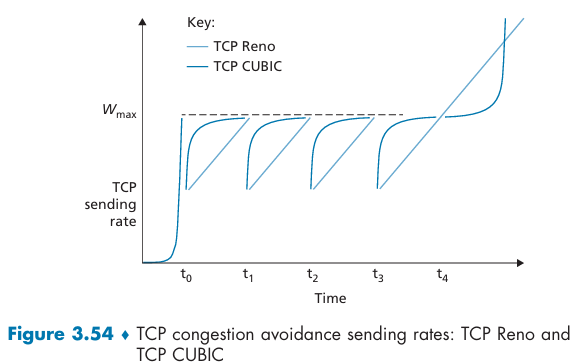 Key:
TCP Reno
TCP CUBIC
Wmax
TCP
sending
rate
t0 t1 t2 t3 t4
Time
Figure 3.54 ♦ TCP congestion avoidance sending rates: TCP Reno and
TCP CUBIC